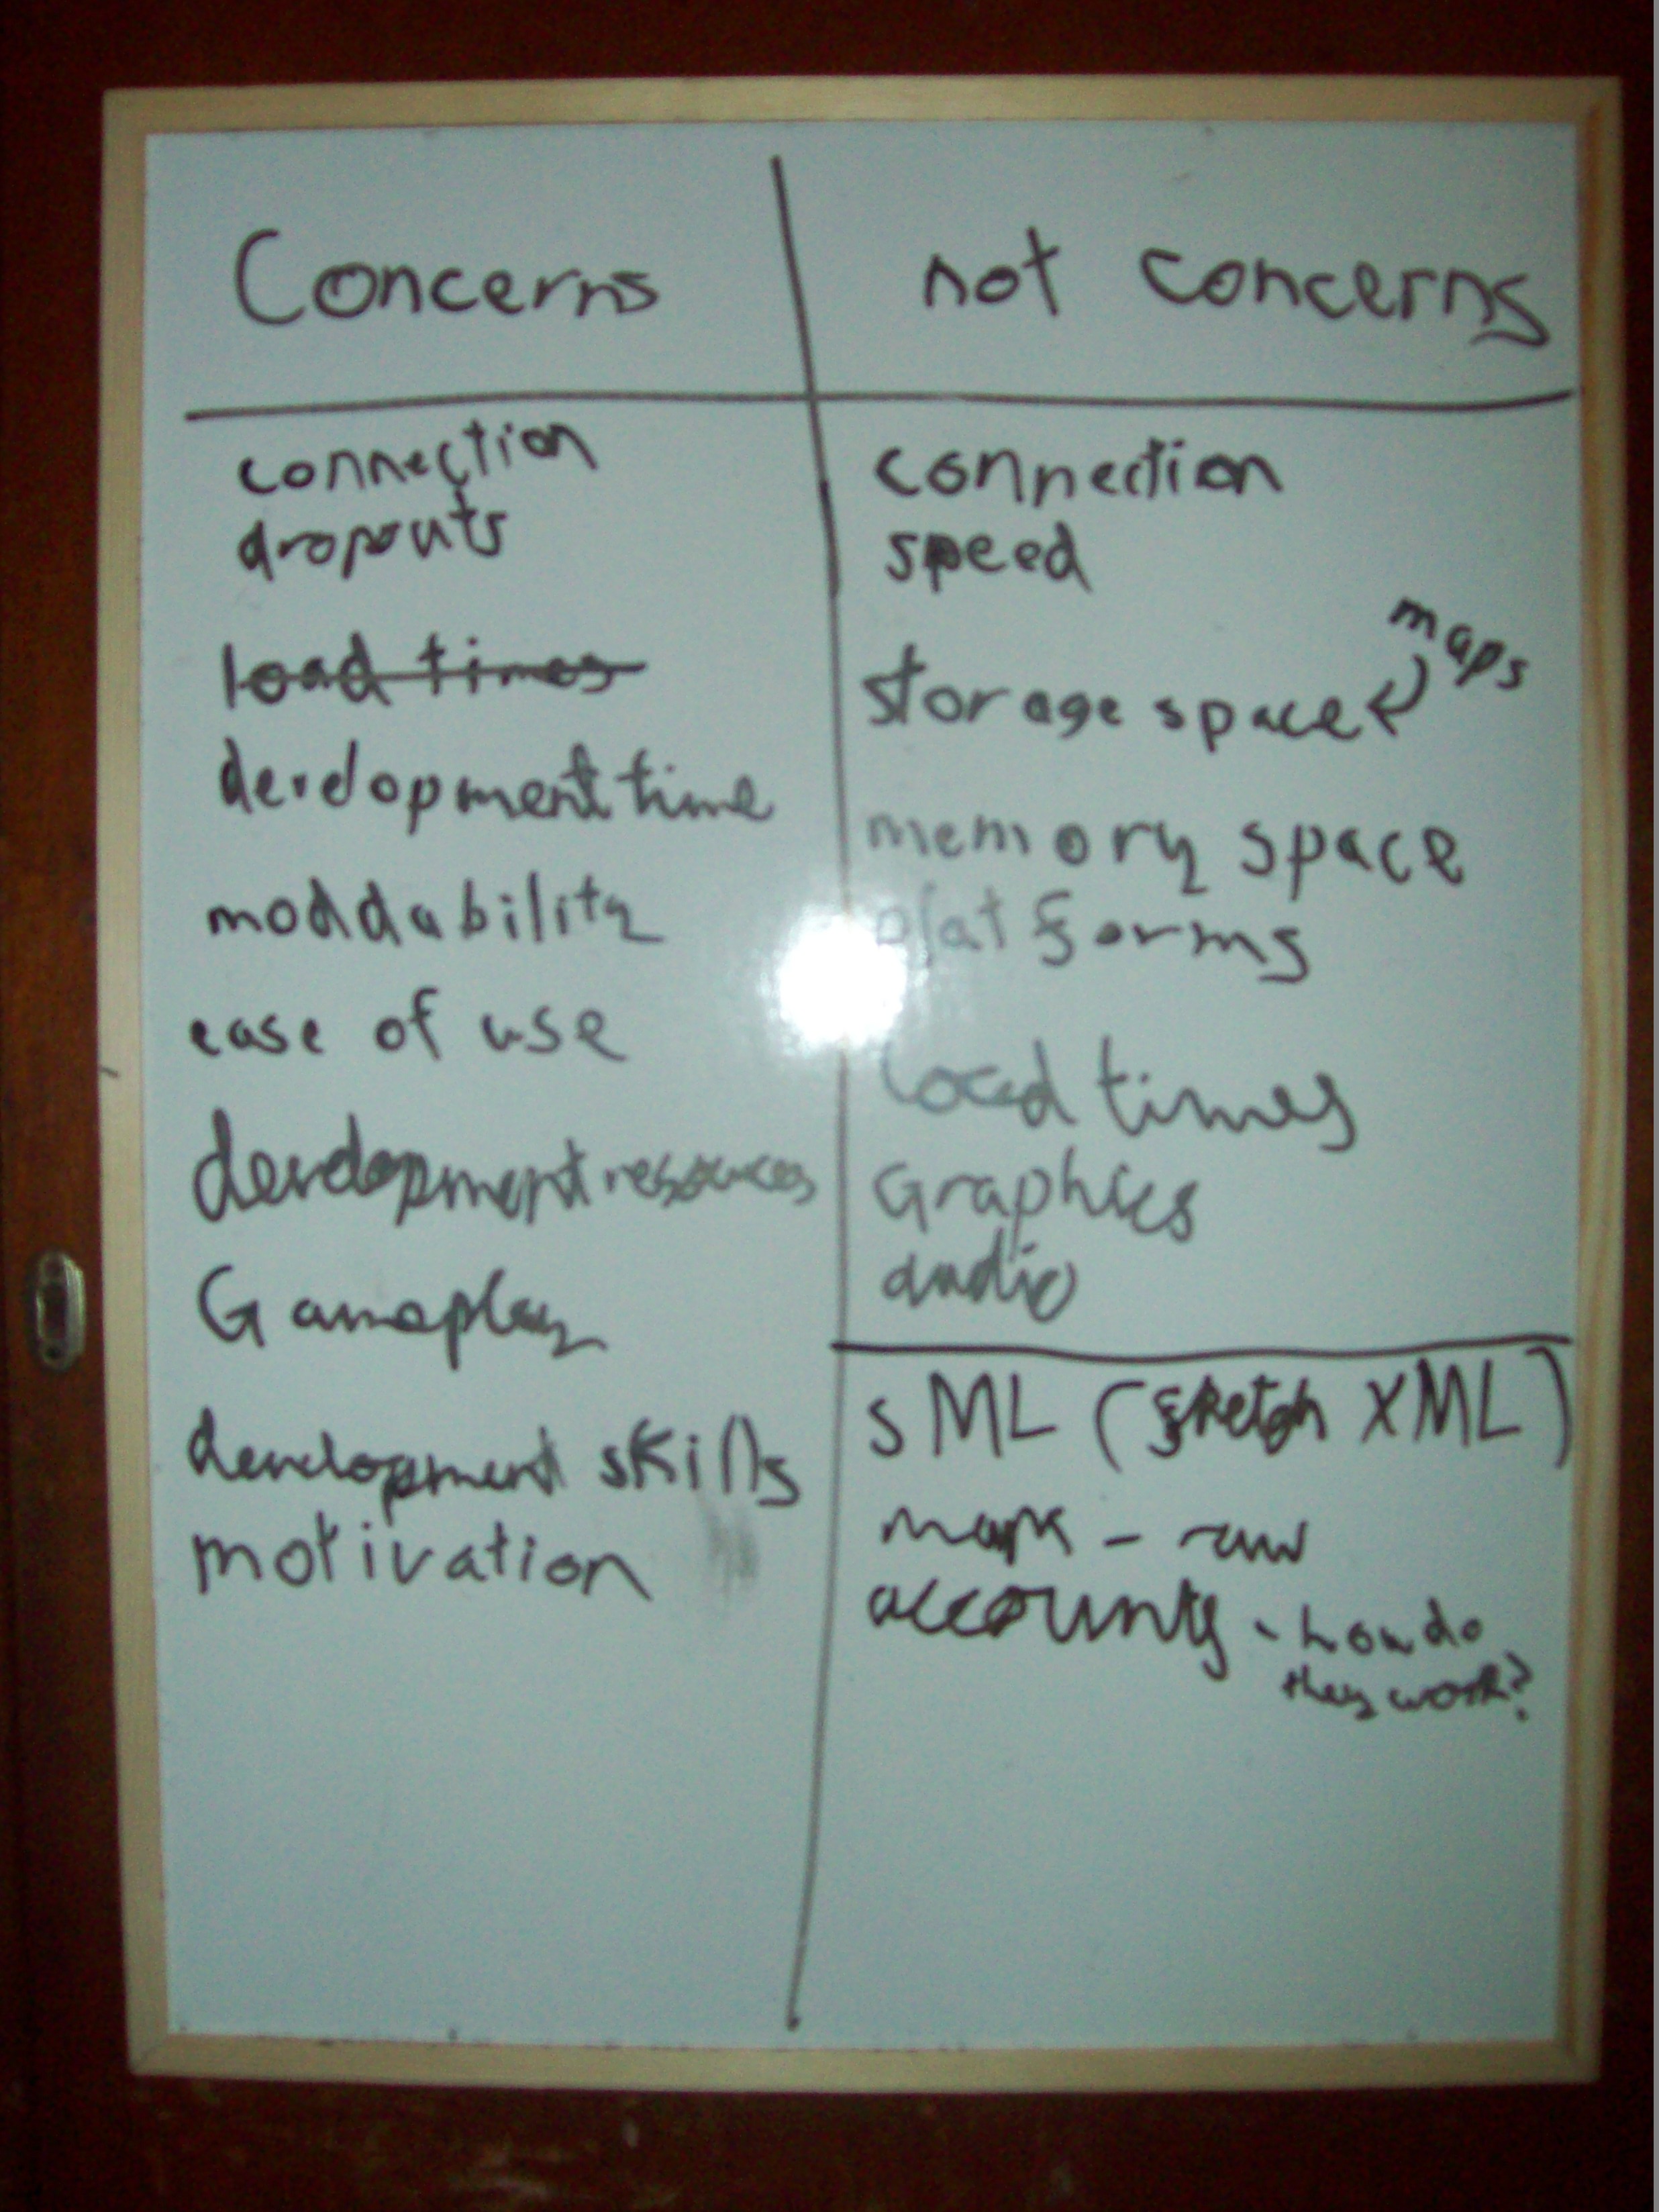 Concerns
connection
dropouts
load times
development time
moddability
ease of use
development resources
Gameplay
development skills
motivation
not concerns
connection
speed
maps
storage space
memory space
platforms
load times
Graphics
audio
sML (sketch XML)
maps - raw
accounts - how do
they work?